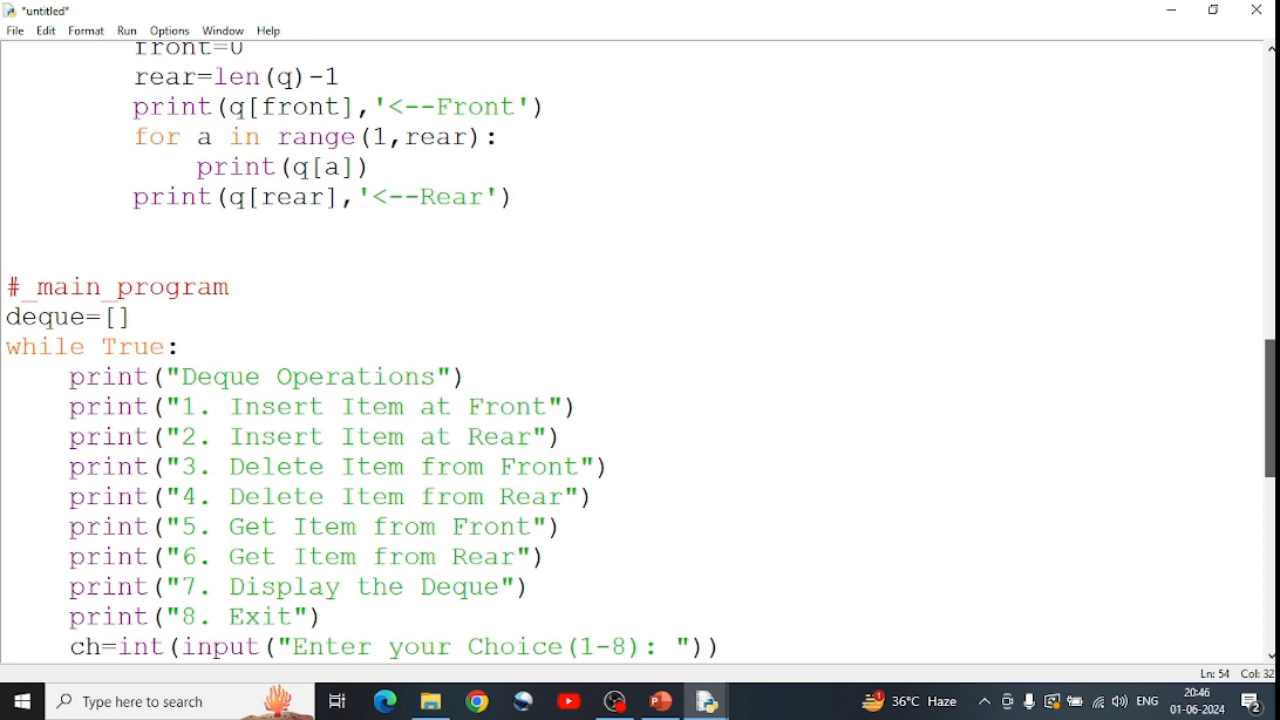 *untitled*
File Edit Format Run Options Window Help
front=0
rear=len(q)-1
print(q[front],'<--Front')
for a in range(1,rear):
print(q[a])
print(q[rear],'<--Rear')
#_main_program
deque=[]
while True:
print("Deque Operations")
print("1. Insert Item at Front")
print("2. Insert Item at Rear")
print("3. Delete Item from Front")
print("4. Delete Item from Rear")
print("5. Get Item from Front")
print("6. Get Item from Rear")
print("7. Display the Deque")
print("8. Exit")
ch=int(input("Enter your Choice(1-8): "))
Ln: 54 Col: 32
Type here to search
1
36°C Haze
ENG
20:46
01-06-2024
2